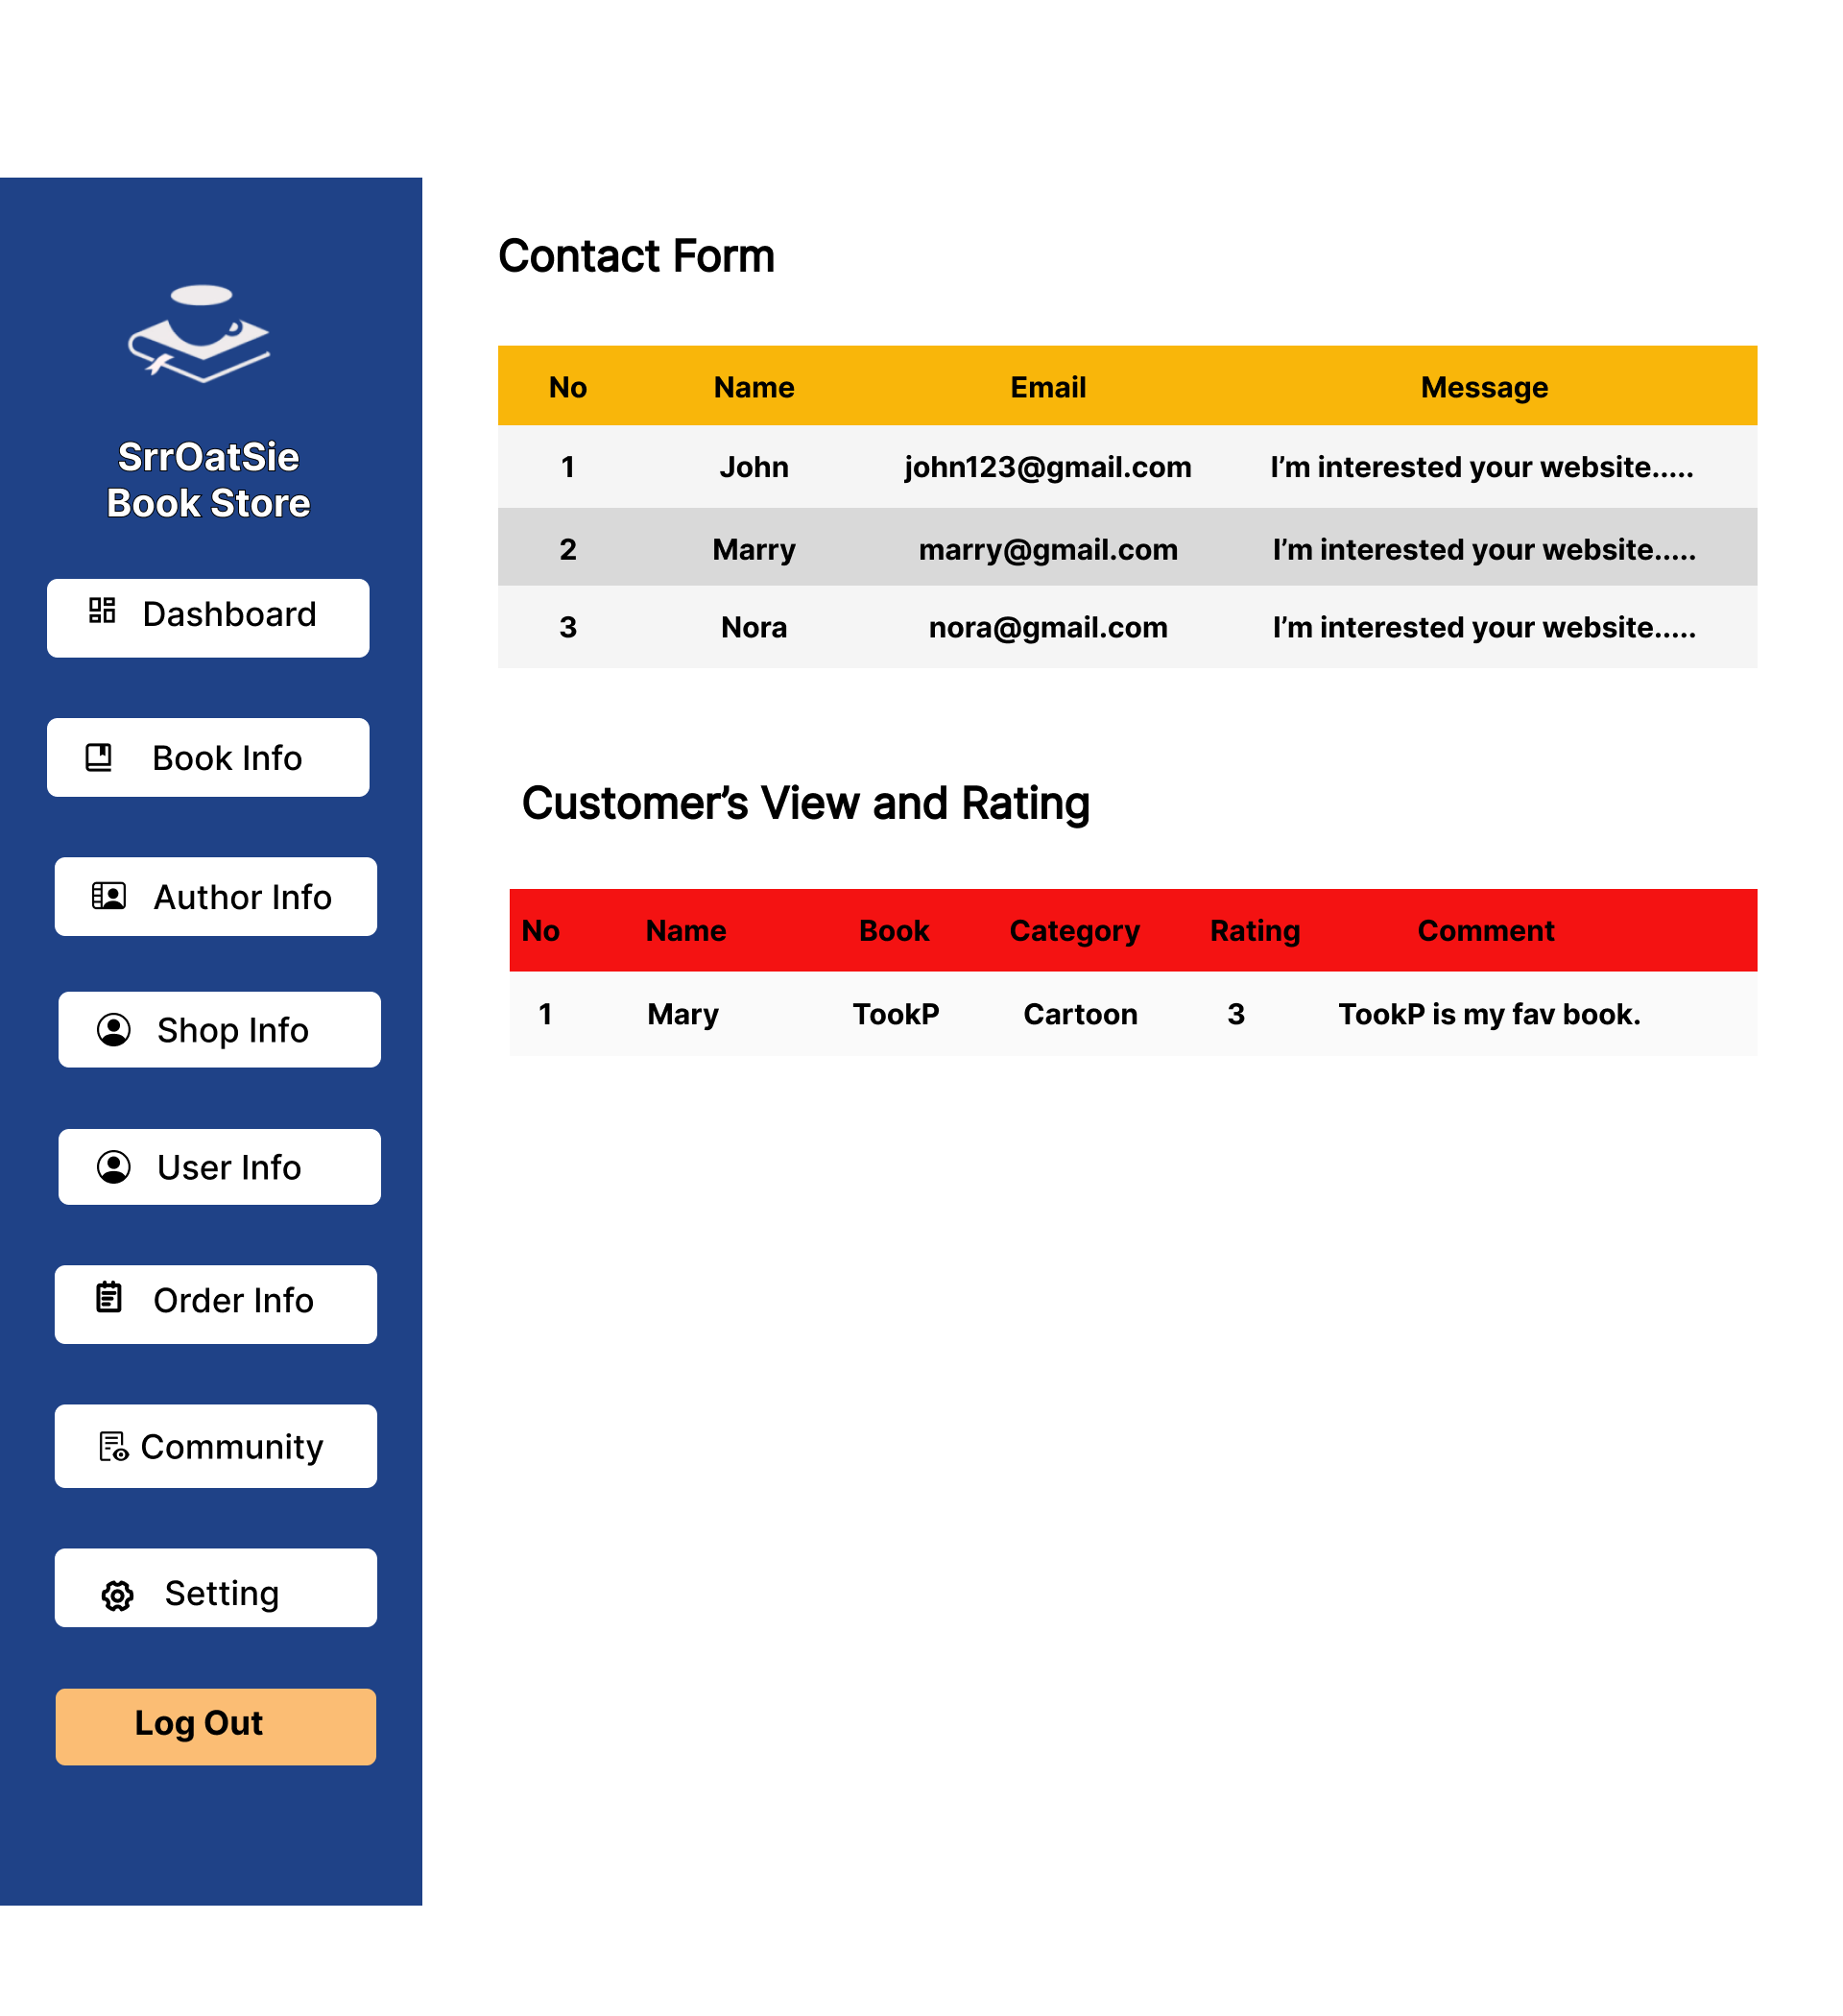 SrrOatSie
Book Store
Dashboard
Book Info
Author Info
Shop Info
User Info
Order Info
Community
Setting
Log Out
Contact Form
No Name Email Message
1 John john123@gmail.com I’m interested your website.....
2 Marry marry@gmail.com I’m interested your website.....
3 Nora nora@gmail.com I’m interested your website.....
Customer’s View and Rating
No Name Book Category Rating Comment
1 Mary TookP Cartoon 3 TookP is my fav book.